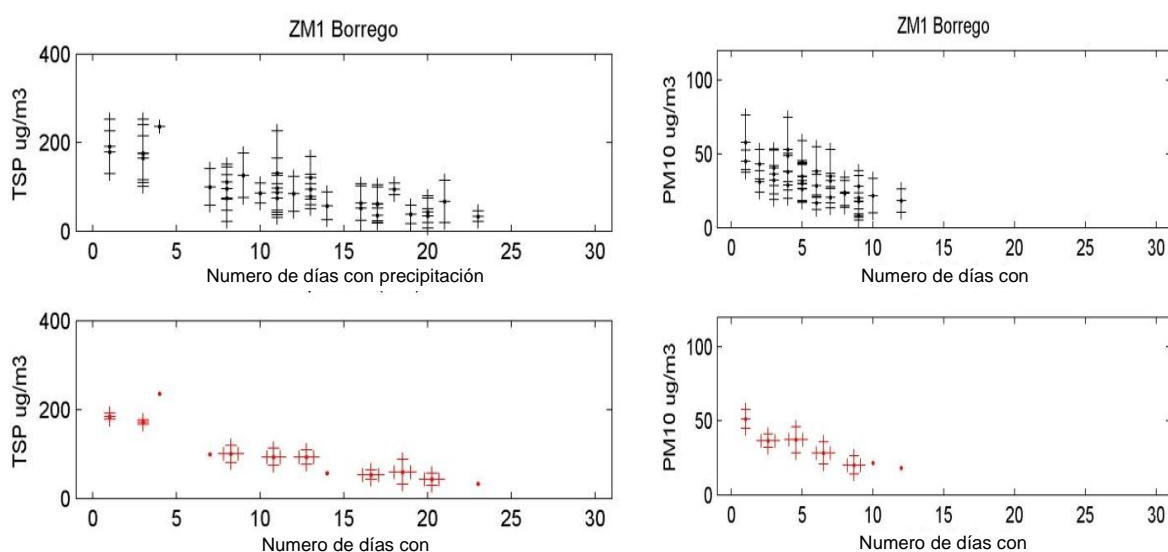 ZM1 Borrego
TSP ug/m3
400
200
0
0 5 10 15 20 25 30
Numero de días con precipitación
ZM1 Borrego
PM10 ug/m3
100
50
0
0 5 10 15 20 25 30
Numero de días con
TSP ug/m3
400
200
0
0 5 10 15 20 25 30
Numero de días con
PM10 ug/m3
100
50
0
0 5 10 15 20 25 30
Numero de días con